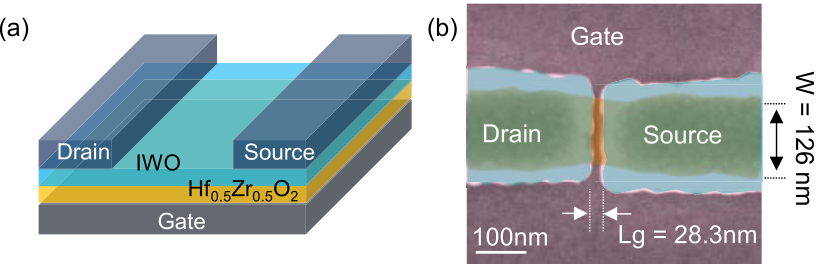 (a)
Drain
IWO
Source
Hf0.5Zr0.5O2
Gate
(b)
Gate
Drain
Source
W = 126 nm
100nm
Lg = 28.3nm